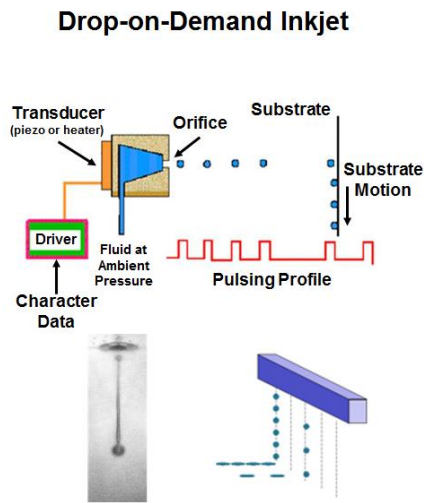 Drop-on-Demand Inkjet
Transducer
(piezo or heater)
Orifice
Substrate
Substrate
Motion
Driver
Fluid at
Ambient
Pressure
Pulsing Profile
Character
Data